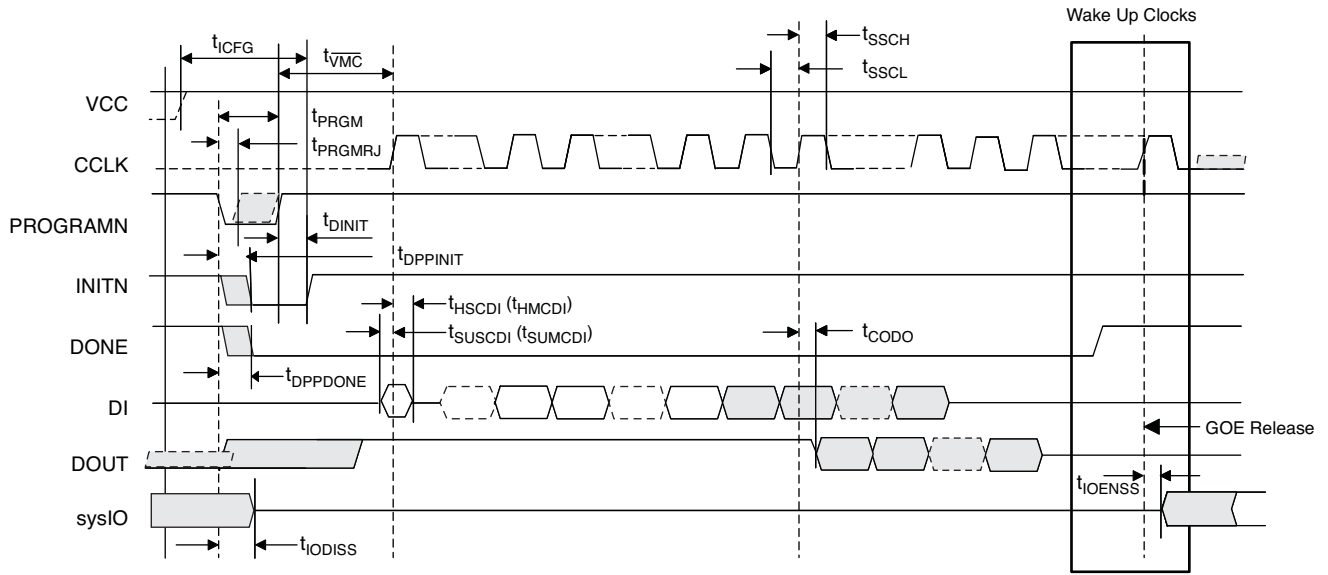 Wake Up Clocks
tICFG
tVMC
tSSCH
tSSCL
VCC
tPRGM
tPRGMRJ
CCLK
PROGRAMN
tDINIT
tDPPINIT
INITN
tHSCDI (tHMCDI)
tSUSCDI (tSUMCDI)
tCODO
DONE
tDPPDONE
DI
GOE Release
DOUT
tIOENSS
sysIO
tIODISS